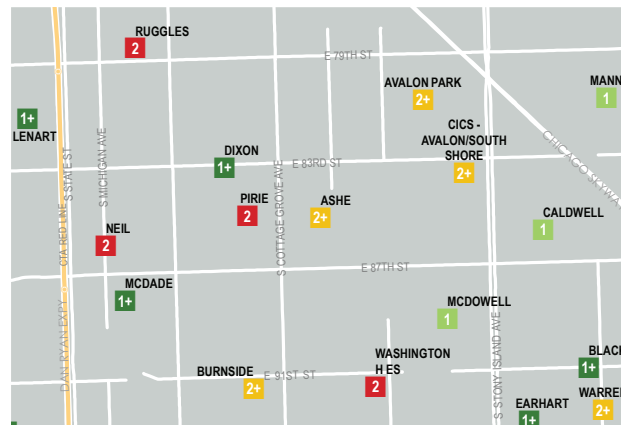 RUGGLES
2
E 79TH ST
AVALON PARK
2+
MANN
1
1+
LENART
S STATE ST
S MICHIGAN AVE
CICS -
AVALON/SOUTH
SHORE
2+
CHICAGO SKYWAY
DIXON
1+
E 83RD ST
PIRIE
2
S COTTAGE GROVE AVE
ASHE
2+
CALDWELL
1
NEIL
2
CTA RED LINE
E 87TH ST
MCDADE
1+
MCDOWELL
1
DAN RYAN EXPY
S STONY ISLAND AVE
BURNSIDE
2+
E 91ST ST
WASHINGTON
H ES
2
BLACK
1+
WARREN
2+
EARHART
1+